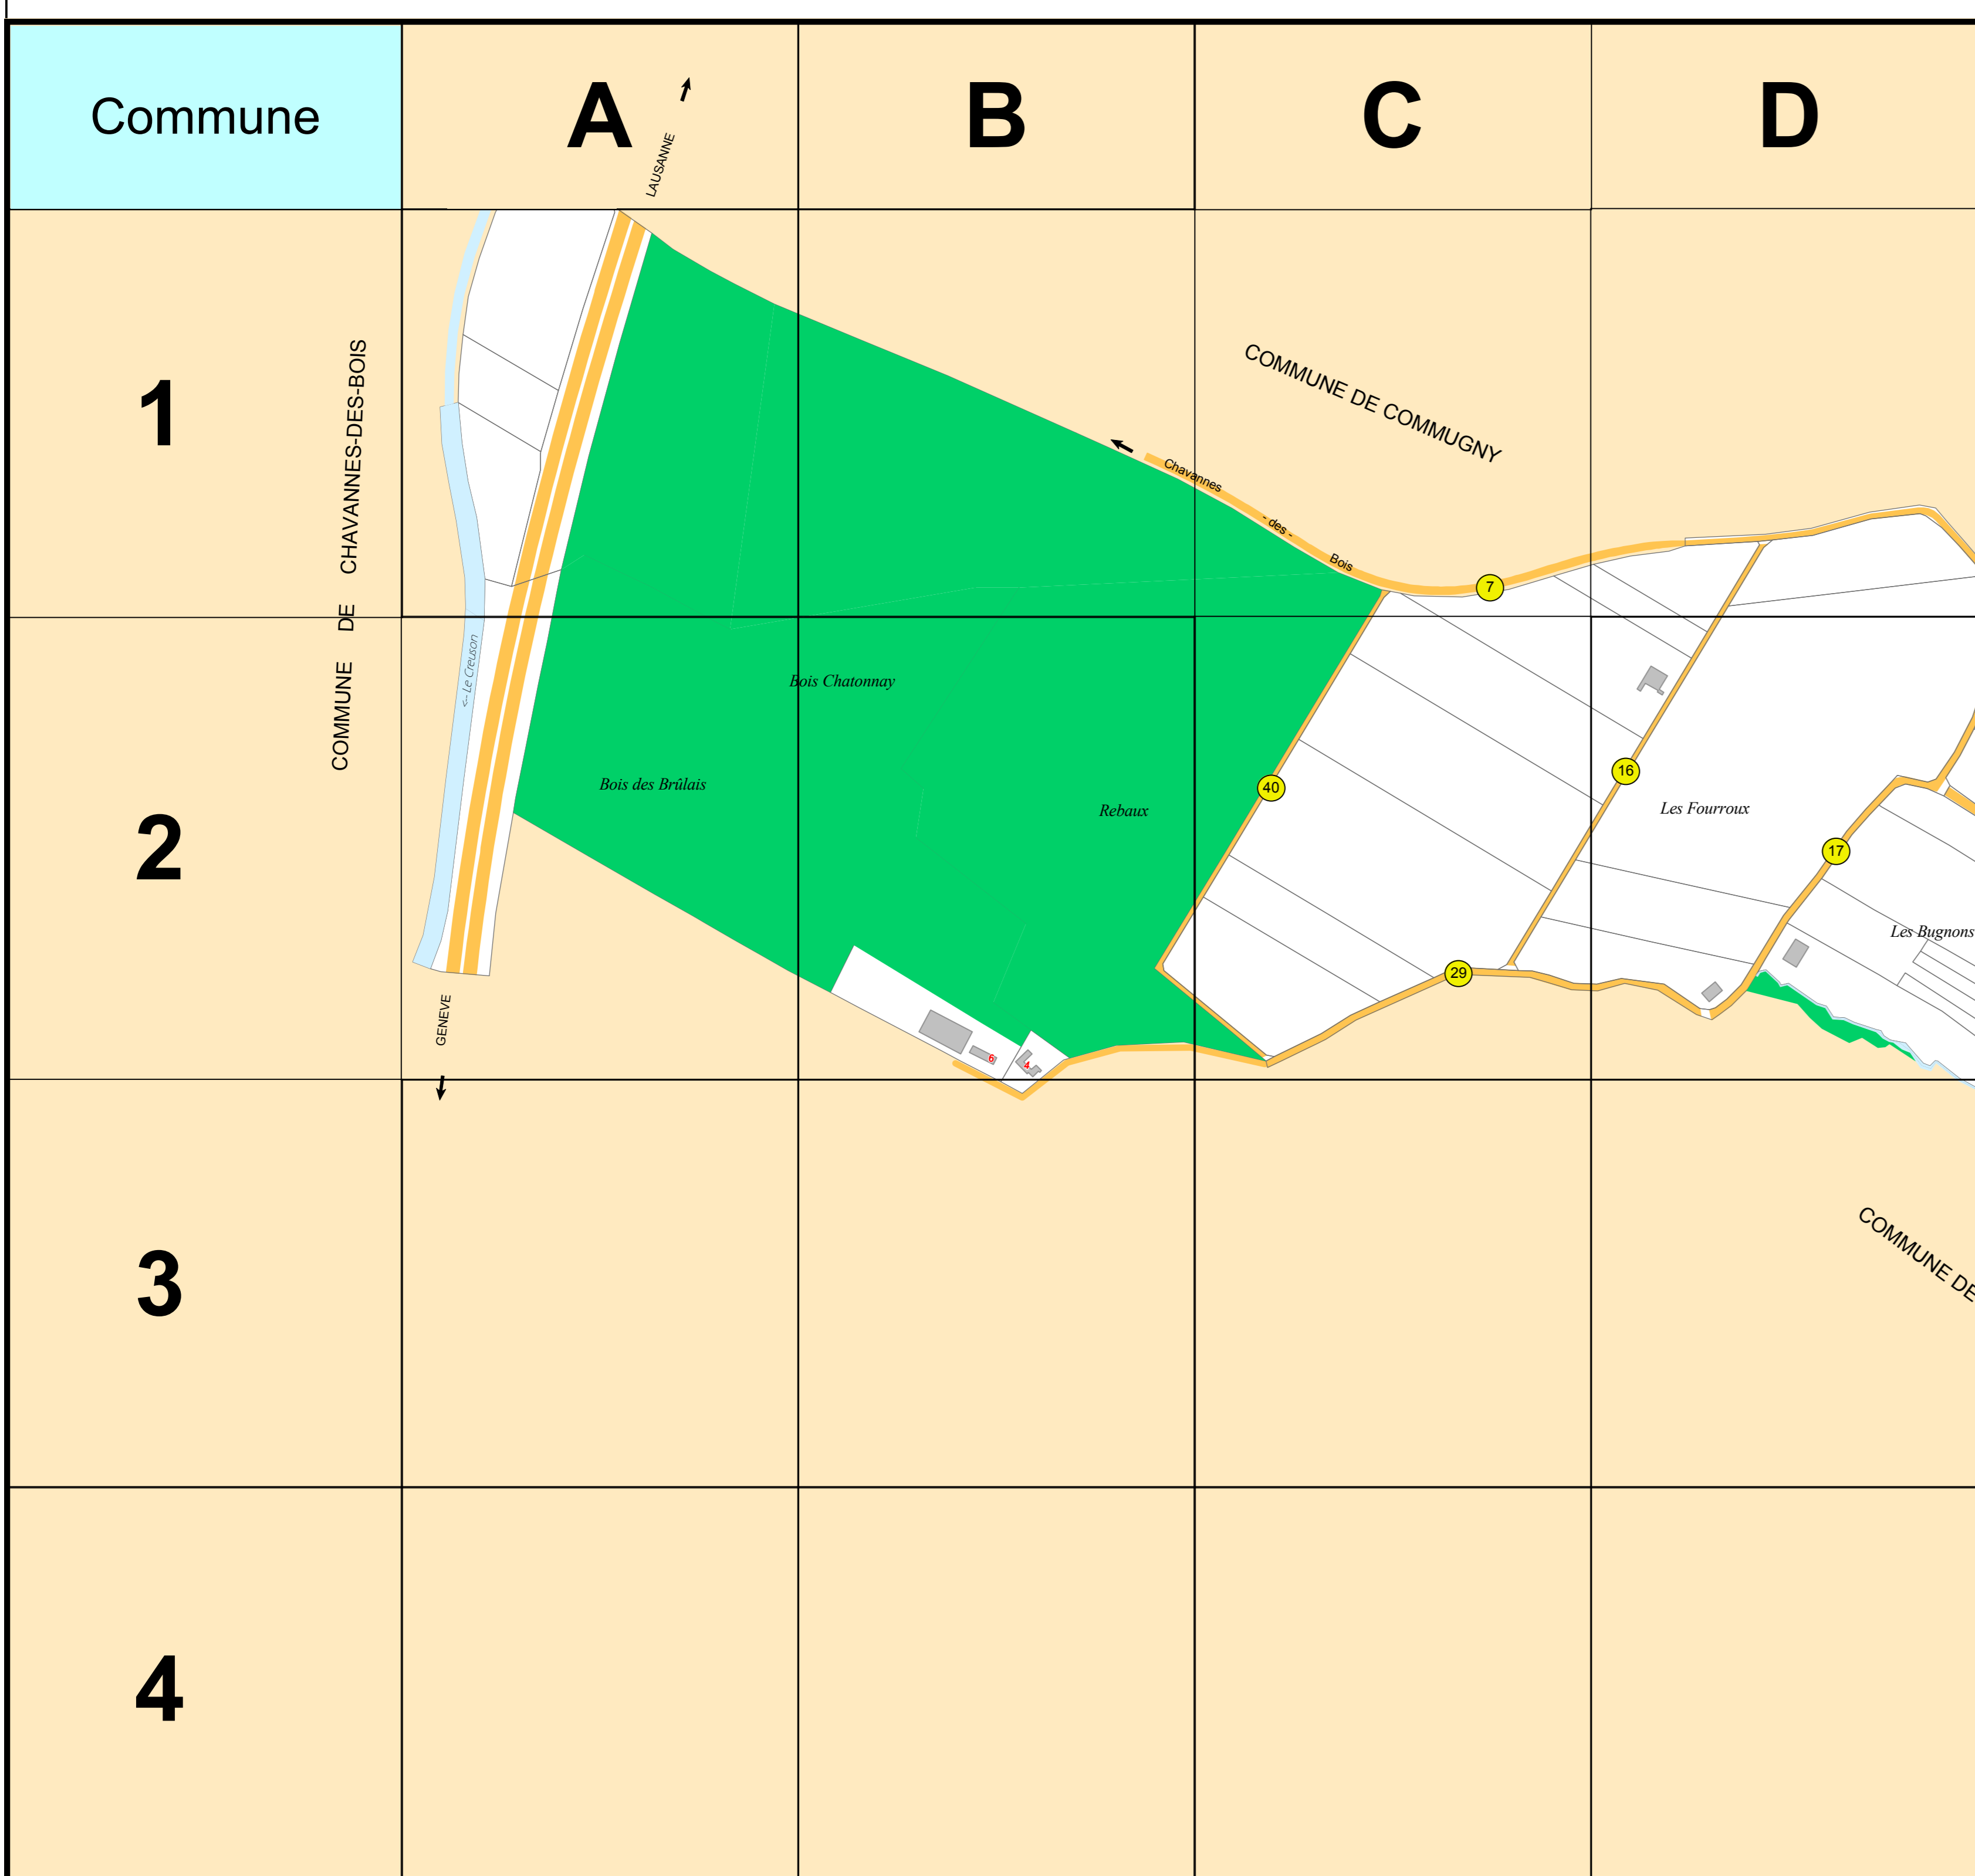 Commune
A
B
C
D
LAUSANNE
1
COMMUNE DE CHAVANNES-DES-BOIS
COMMUNE DE COMMUGNY
Chavannes
- des -
Bois
7
2
<-- Le Creuson
Bois Chatonnay
Bois des Brûlais
Rebaux
40
16
Les Fourroux
17
Les Bugnons
29
GENEVE
6
4
3
COMMUNE DE
4